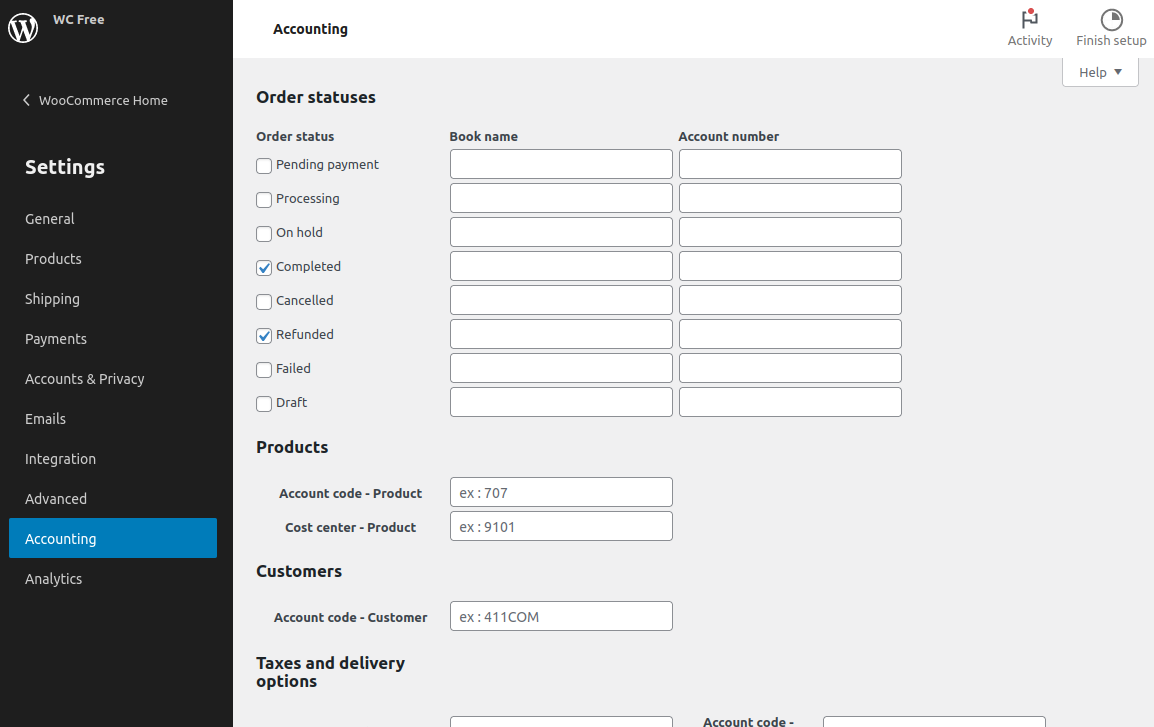 WC Free
Accounting
Activity
Finish setup
Help
WooCommerce Home
Settings
General
Products
Shipping
Payments
Accounts & Privacy
Emails
Integration
Advanced
Accounting
Analytics
Order statuses
Order status Book name Account number
Pending payment
Processing
On hold
Completed
Cancelled
Refunded
Failed
Draft
Products
Account code - Product ex : 707
Cost center - Product ex : 9101
Customers
Account code - Customer ex : 411COM
Taxes and delivery
options
Account code -